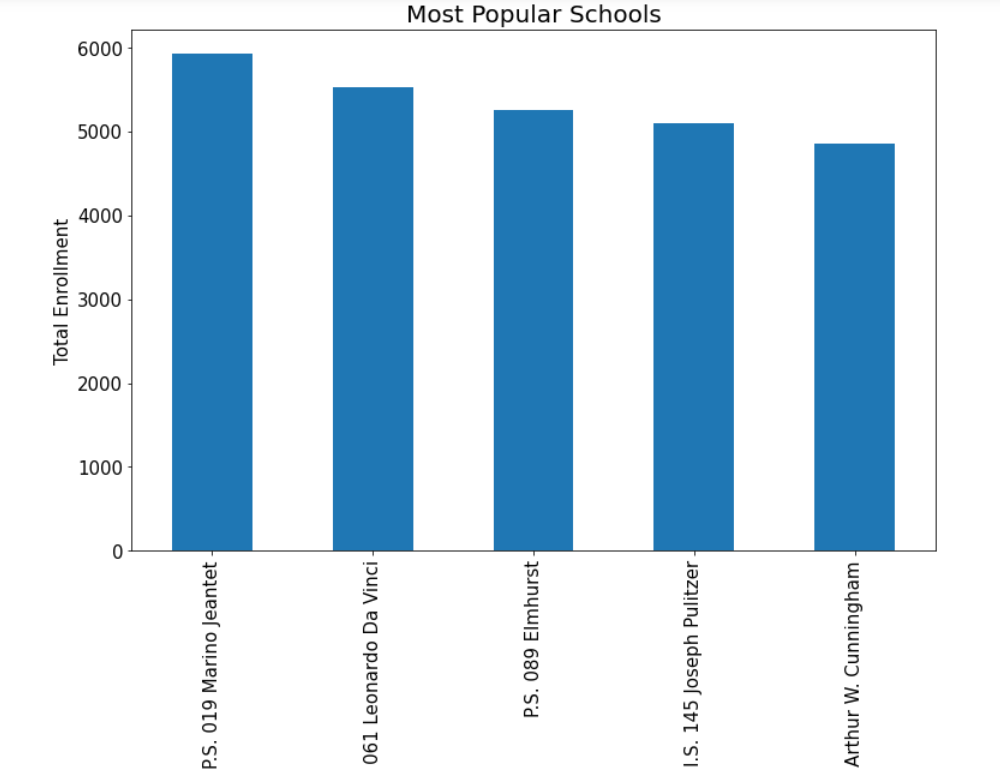 Most Popular Schools
Total Enrollment
6000
5000
4000
3000
2000
1000
0
P.S. 019 Marino Jeantet
061 Leonardo Da Vinci
P.S. 089 Elmhurst
I.S. 145 Joseph Pulitzer
Arthur W. Cunningham